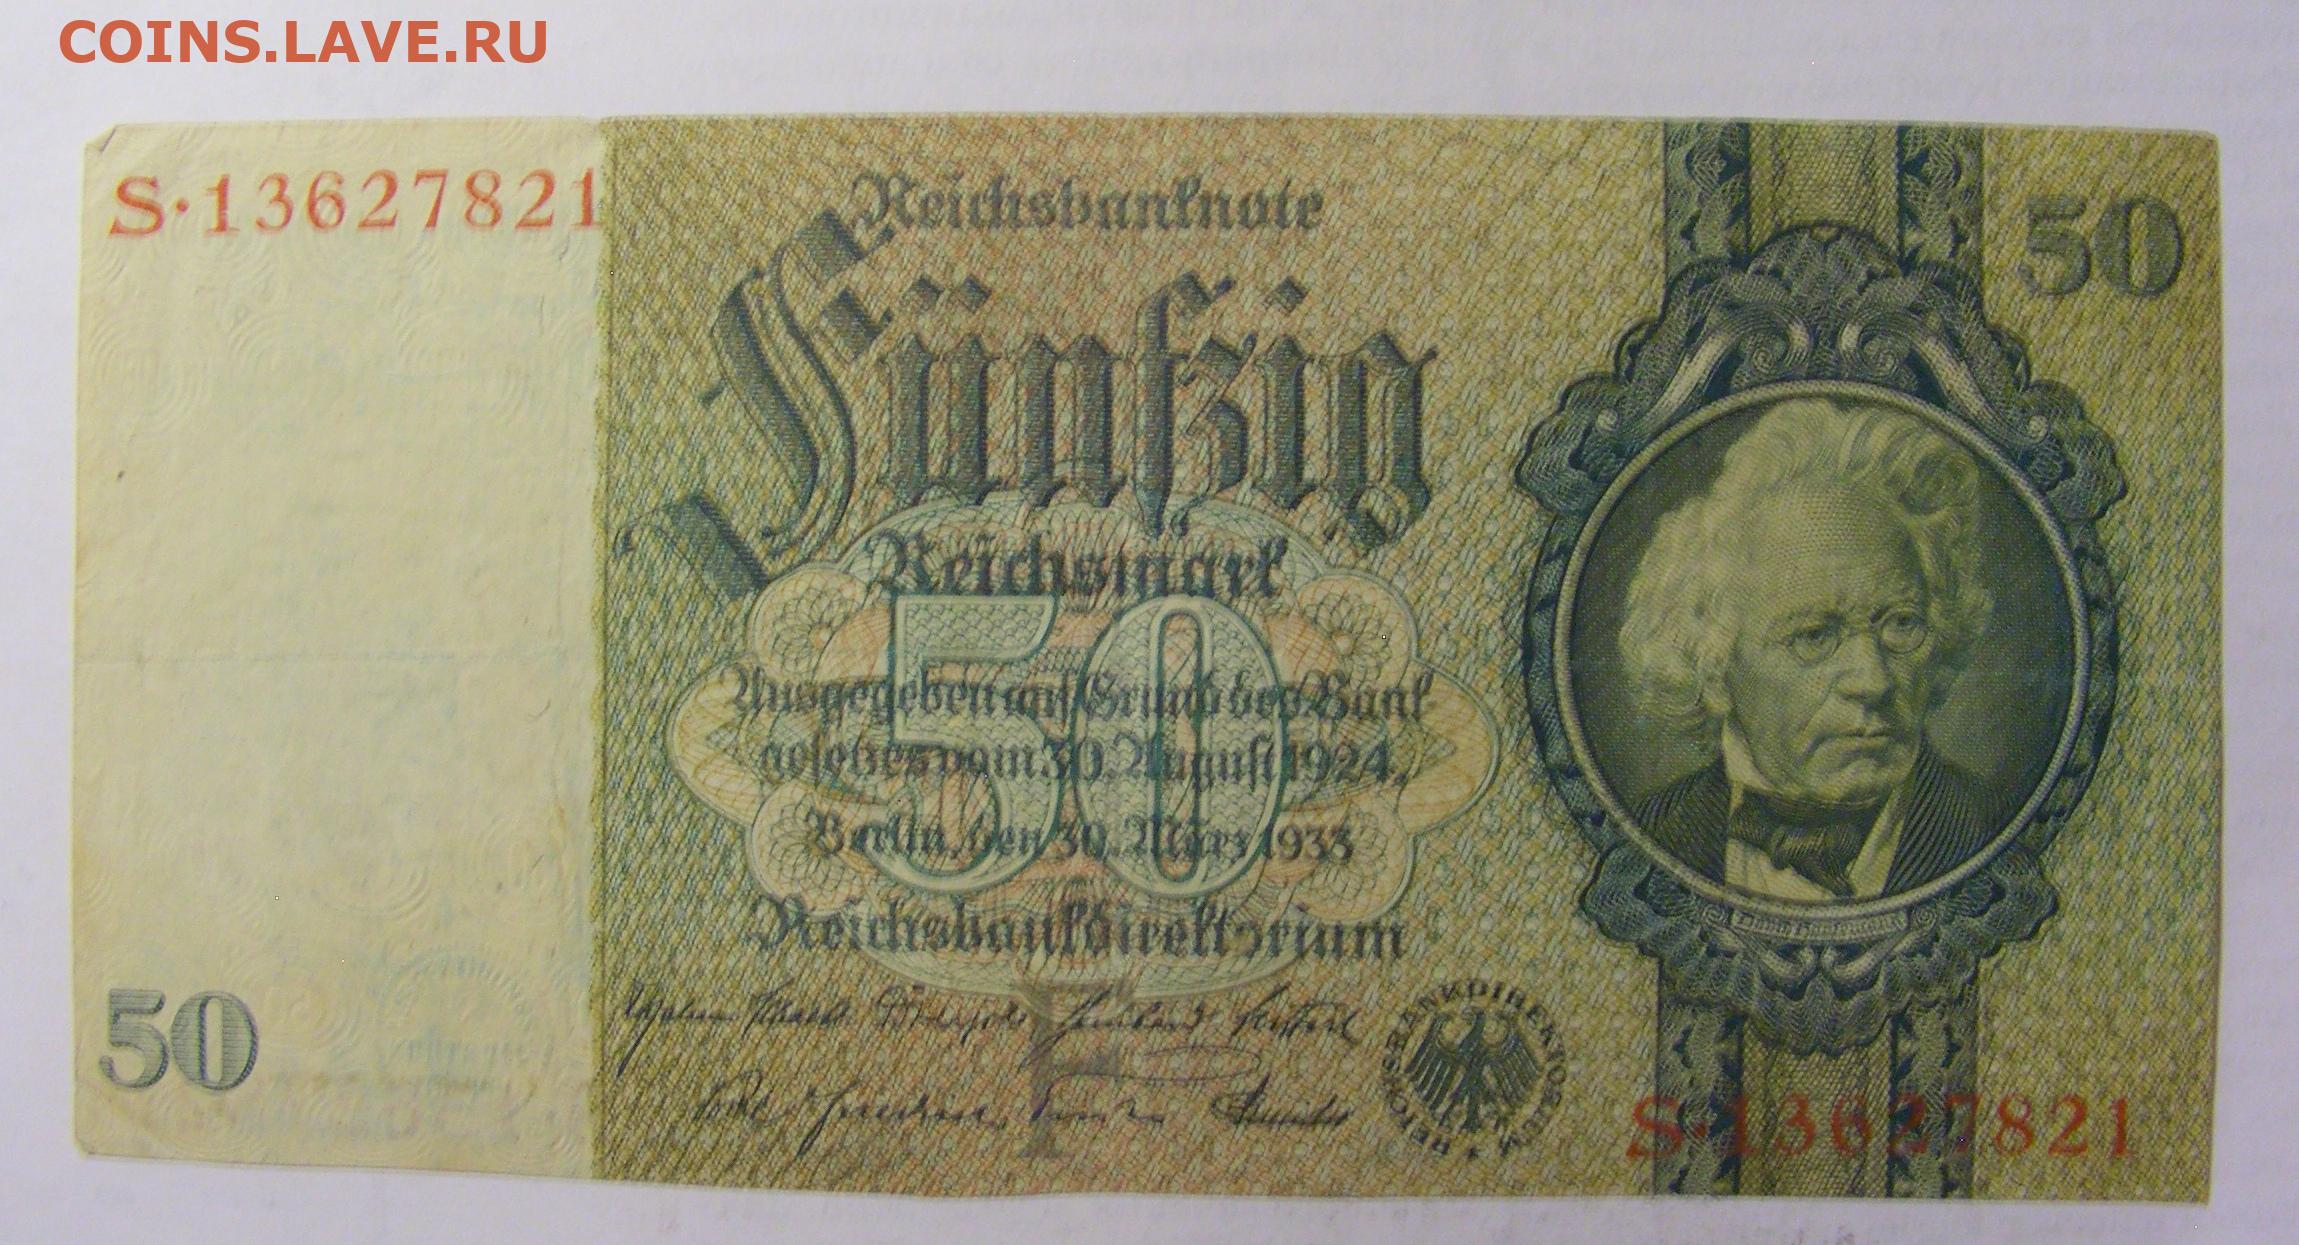 COINS.LAVE.RU
S·13627821
Reichsbanknote
50
Fünfzig
Reichsmark
50
Ausgegeben auf Grund des Bank-
gesetzes vom 30. August 1924.
Berlin, den 30. März 1933
Reichsbankdirektorium
50
F
REICHSBANKDIREKTORIUM
S·13627821